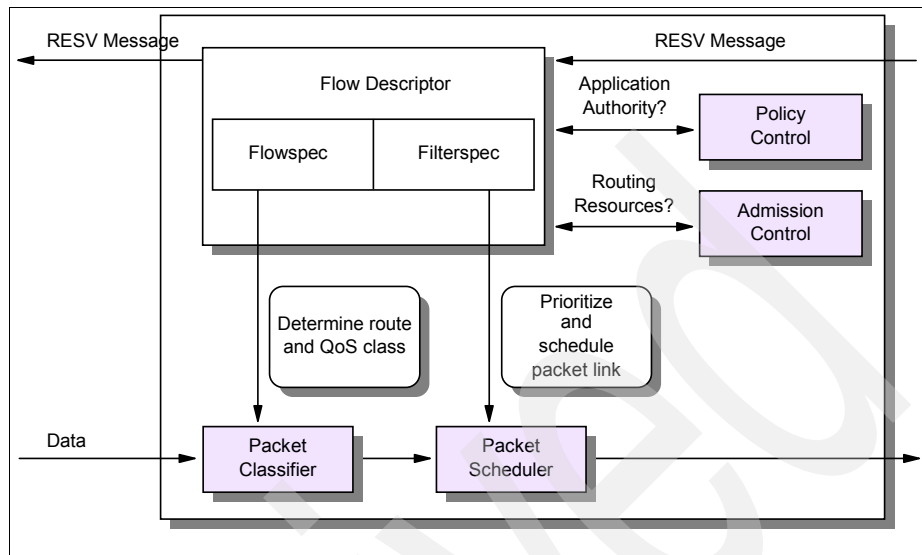 RESV Message
RESV Message
Flow Descriptor
Application
Authority?
Policy
Control
Flowspec
Filterspec
Routing
Resources?
Admission
Control
Determine route
and QoS class
Prioritize
and
schedule
packet link
Data
Packet
Classifier
Packet
Scheduler